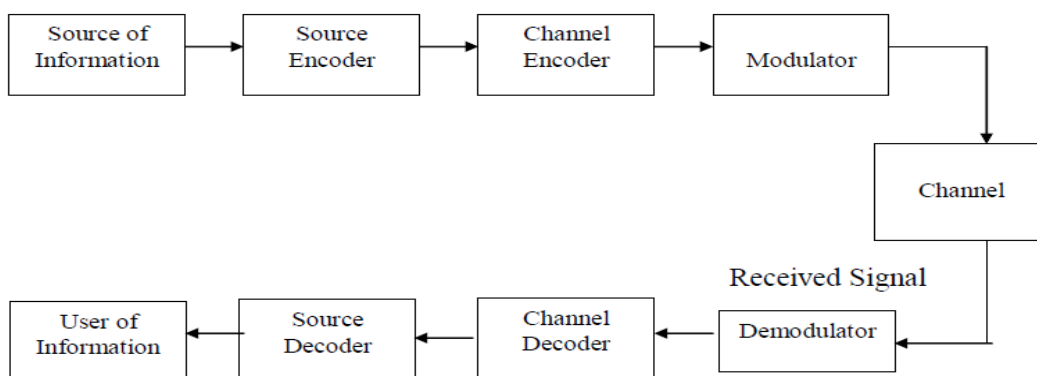 Source of
Information
Source
Encoder
Channel
Encoder
Modulator
Channel
Received Signal
User of
Information
Source
Decoder
Channel
Decoder
Demodulator